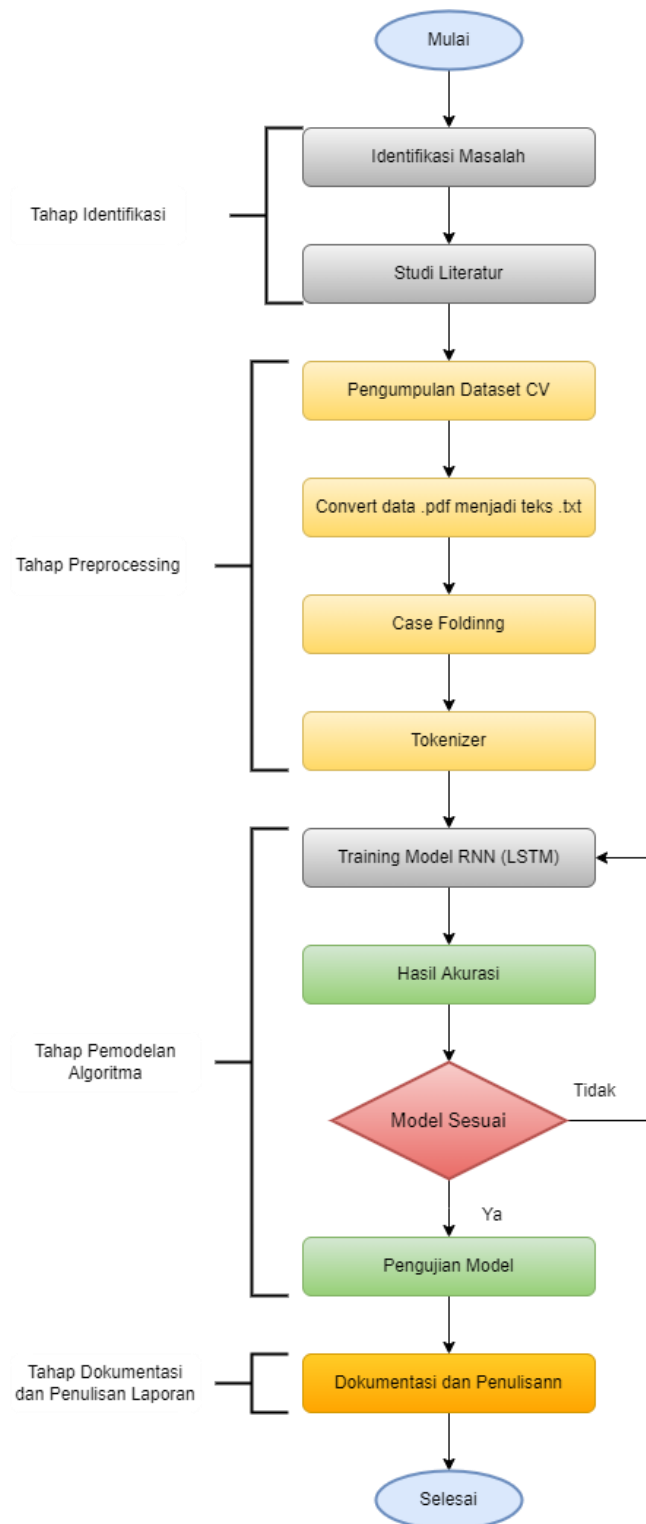 Mulai
Identifikasi Masalah
Tahap Identifikasi
Studi Literatur
Pengumpulan Dataset CV
Convert data .pdf menjadi teks .txt
Tahap Preprocessing
Case Foldinng
Tokenizer
Training Model RNN (LSTM)
Hasil Akurasi
Tahap Pemodelan
Algoritma
Model Sesuai
Tidak
Ya
Pengujian Model
Tahap Dokumentasi
dan Penulisan Laporan
Dokumentasi dan Penulisann
Selesai